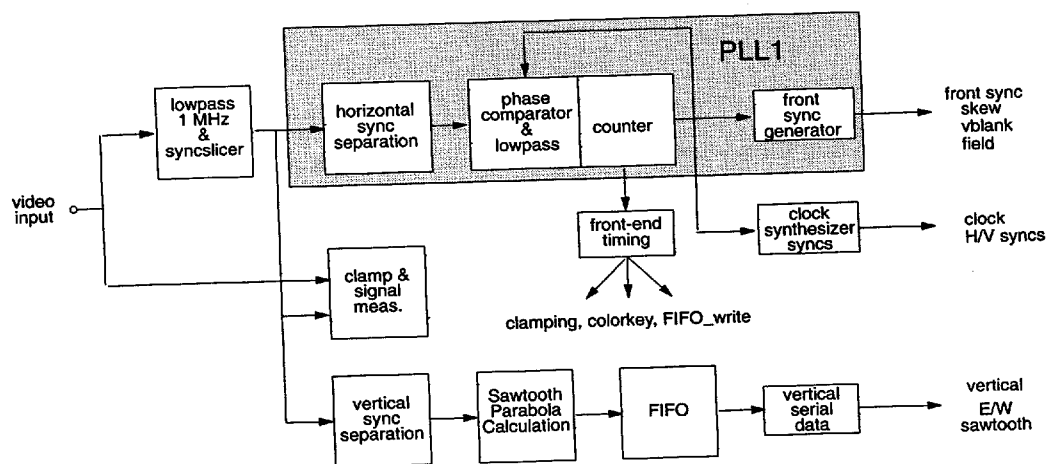 PLL1
lowpass
1 MHz
&
syncslicer
horizontal
sync
separation
phase
comparator
&
lowpass
counter
front
sync
generator
front sync
skew
vblank
field
video
input
front-end
timing
clock
synthesizer
syncs
clock
H/V syncs
clamp &
signal
meas.
clamping, colorkey, FIFO_write
vertical
sync
separation
Sawtooth
Parabola
Calculation
FIFO
vertical
serial
data
vertical
E/W
sawtooth